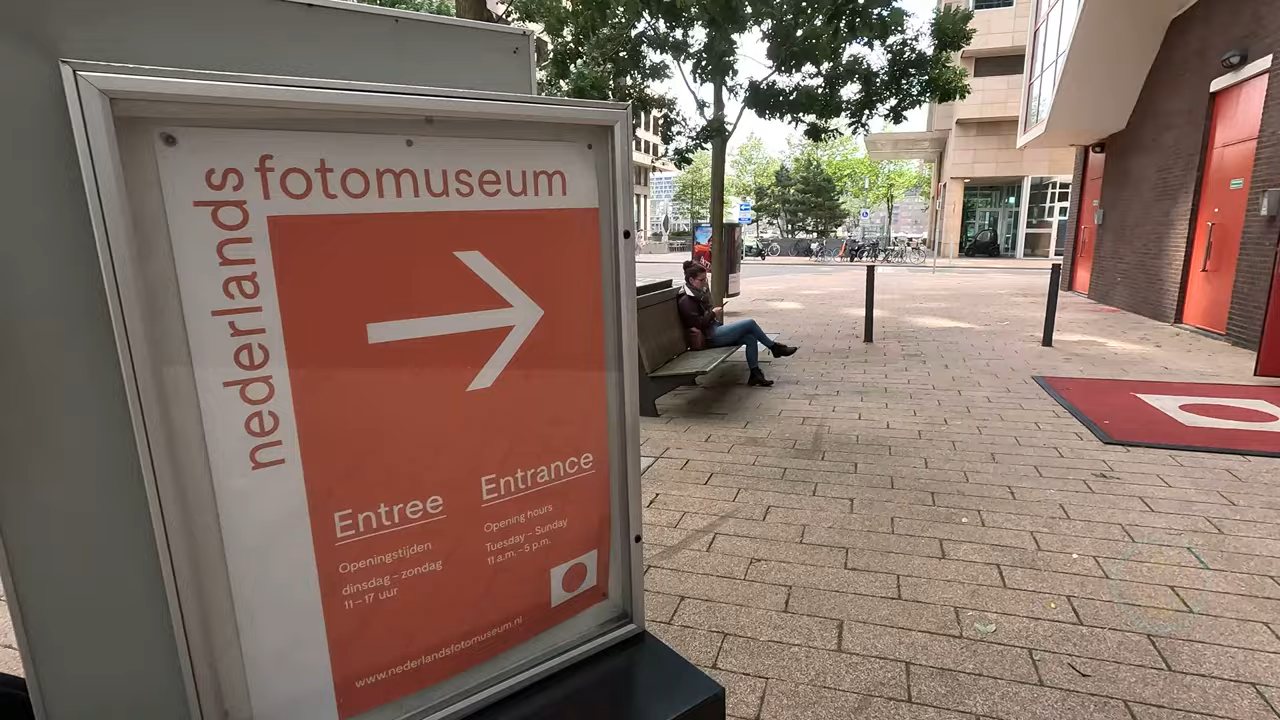 nederlands
fotomuseum
Entree
Openingstijden
dinsdag – zondag
11 – 17 uur
Entrance
Opening hours
Tuesday – Sunday
11 a.m. – 5 p.m.
www.nederlandsfotomuseum.nl